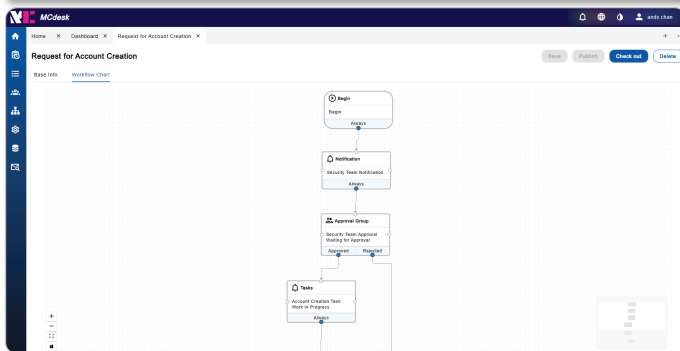 MCdesk
andy.chan
Home × Dashboard × Request for Account Creation ×
Request for Account Creation
Save Publish Check out Delete
Base Info Workflow Chart
Begin
Begin
Always
Notification
Security Team Notification
Always
Approval Group
Security Team Approval
Waiting for Approval
Approved Rejected
Tasks
Account Creation Task
Work in Progress
Always